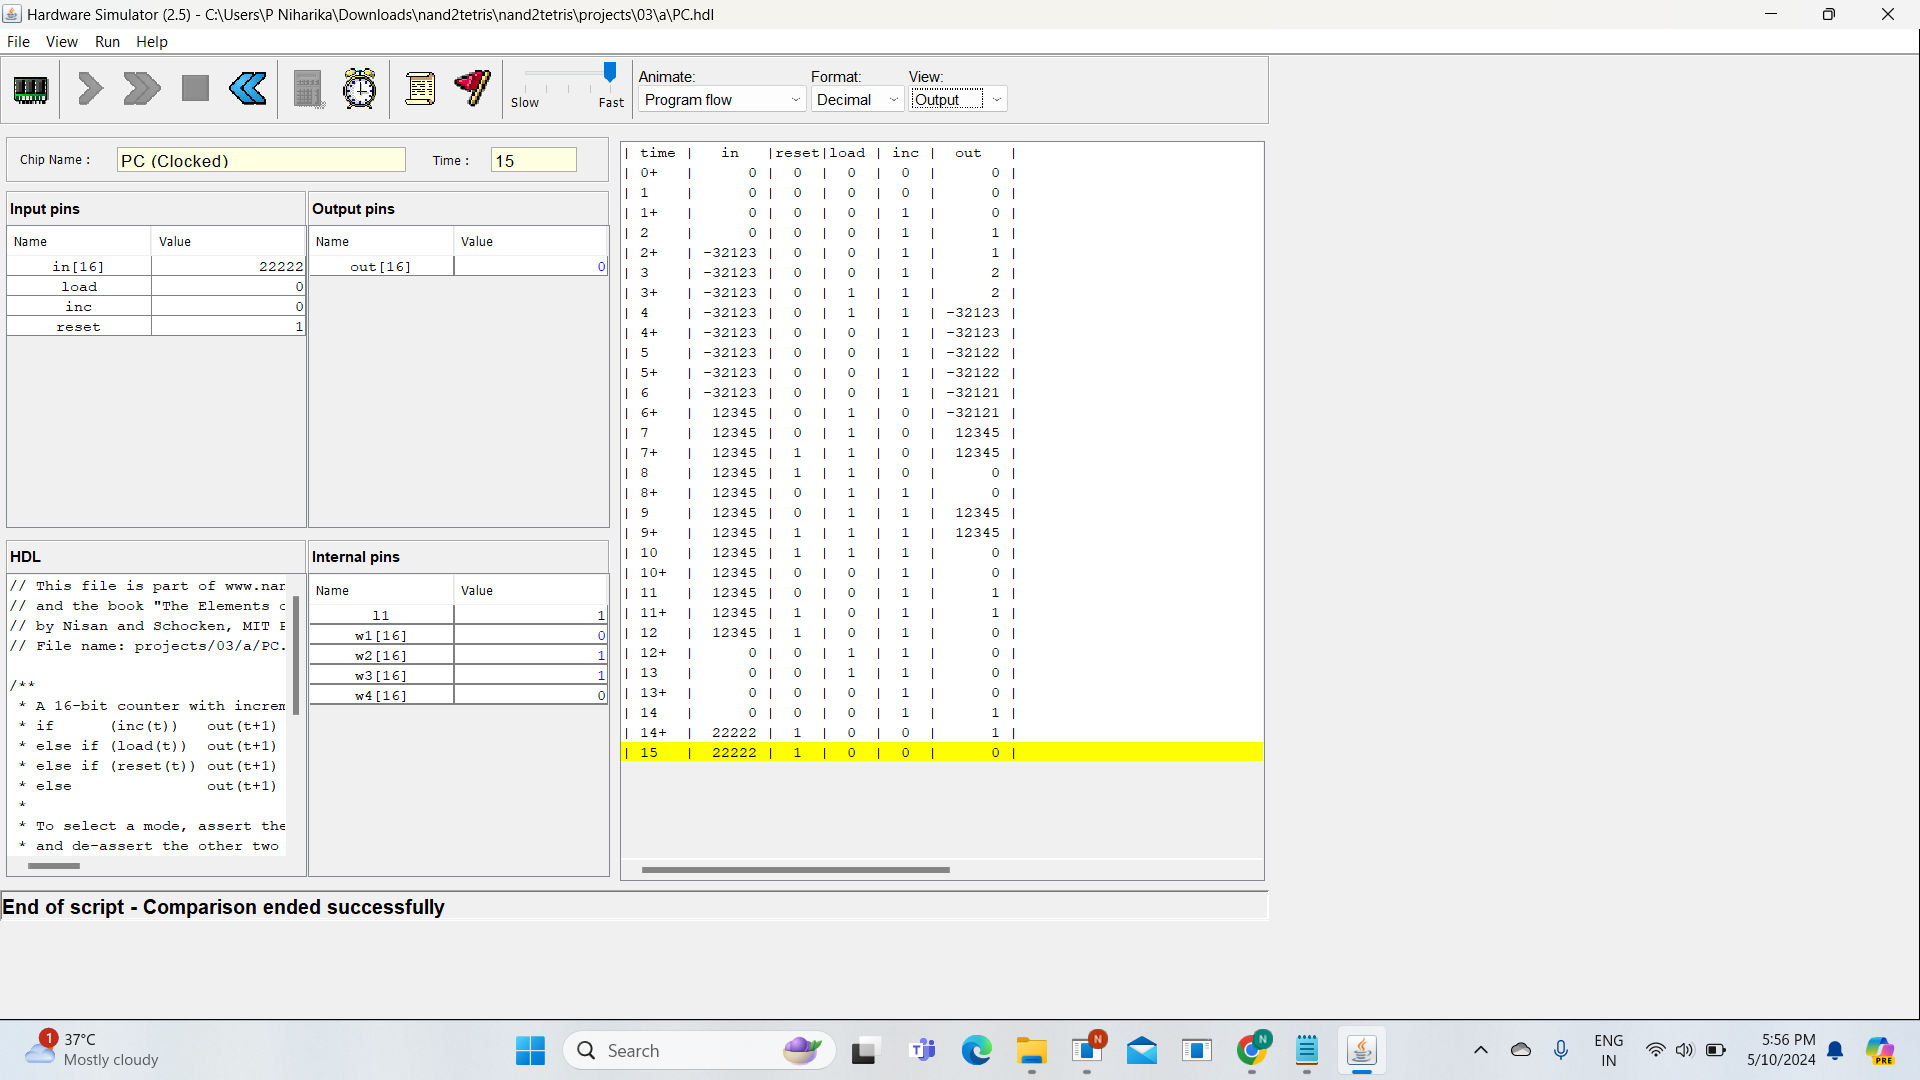 Hardware Simulator (2.5) - C:\Users\P Niharika\Downloads\nand2tetris\nand2tetris\projects\03\a\PC.hdl
File View Run Help
Slow Fast
Animate:
Program flow
Format:
Decimal
View:
Output
Chip Name : PC (Clocked) Time : 15
Input pins
Name Value
in[16] 22222
load 0
inc 0
reset 1
Output pins
Name Value
out[16] 0
HDL
// This file is part of www.nan
// and the book "The Elements o
// by Nisan and Schocken, MIT P
// File name: projects/03/a/PC.
/**
* A 16-bit counter with increm
* if (inc(t)) out(t+1)
* else if (load(t)) out(t+1)
* else if (reset(t)) out(t+1)
* else out(t+1)
*
* To select a mode, assert the
* and de-assert the other two
Internal pins
Name Value
l1 1
w1[16] 0
w2[16] 1
w3[16] 1
w4[16] 0
| time | in |reset|load | inc | out |
| 0+ | 0 | 0 | 0 | 0 | 0 |
| 1 | 0 | 0 | 0 | 0 | 0 |
| 1+ | 0 | 0 | 0 | 1 | 0 |
| 2 | 0 | 0 | 0 | 1 | 1 |
| 2+ | -32123 | 0 | 0 | 1 | 1 |
| 3 | -32123 | 0 | 0 | 1 | 2 |
| 3+ | -32123 | 0 | 1 | 1 | 2 |
| 4 | -32123 | 0 | 1 | 1 | -32123 |
| 4+ | -32123 | 0 | 0 | 1 | -32123 |
| 5 | -32123 | 0 | 0 | 1 | -32122 |
| 5+ | -32123 | 0 | 0 | 1 | -32122 |
| 6 | -32123 | 0 | 0 | 1 | -32121 |
| 6+ | 12345 | 0 | 1 | 0 | -32121 |
| 7 | 12345 | 0 | 1 | 0 | 12345 |
| 7+ | 12345 | 1 | 1 | 0 | 12345 |
| 8 | 12345 | 1 | 1 | 0 | 0 |
| 8+ | 12345 | 0 | 1 | 1 | 0 |
| 9 | 12345 | 0 | 1 | 1 | 12345 |
| 9+ | 12345 | 1 | 1 | 1 | 12345 |
| 10 | 12345 | 1 | 1 | 1 | 0 |
| 10+ | 12345 | 0 | 0 | 1 | 0 |
| 11 | 12345 | 0 | 0 | 1 | 1 |
| 11+ | 12345 | 1 | 0 | 1 | 1 |
| 12 | 12345 | 1 | 0 | 1 | 0 |
| 12+ | 0 | 0 | 1 | 1 | 0 |
| 13 | 0 | 0 | 1 | 1 | 0 |
| 13+ | 0 | 0 | 0 | 1 | 0 |
| 14 | 0 | 0 | 0 | 1 | 1 |
| 14+ | 22222 | 1 | 0 | 0 | 1 |
| 15 | 22222 | 1 | 0 | 0 | 0 |
End of script - Comparison ended successfully
1
37°C
Mostly cloudy
Search
N
N
ENG
IN
5:56 PM
5/10/2024
PRE